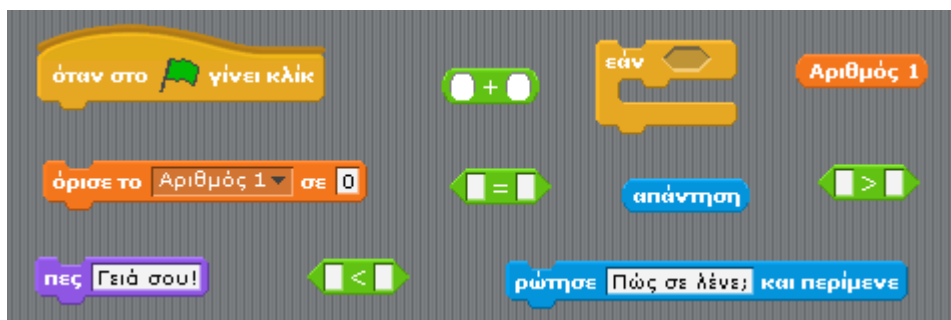 όταν στο γίνει κλικ
+
εάν
Αριθμός 1
όρισε το Αριθμός 1 σε 0
=
απάντηση
>
πες Γειά σου!
<
ρώτησε Πώς σε λένε; και περίμενε